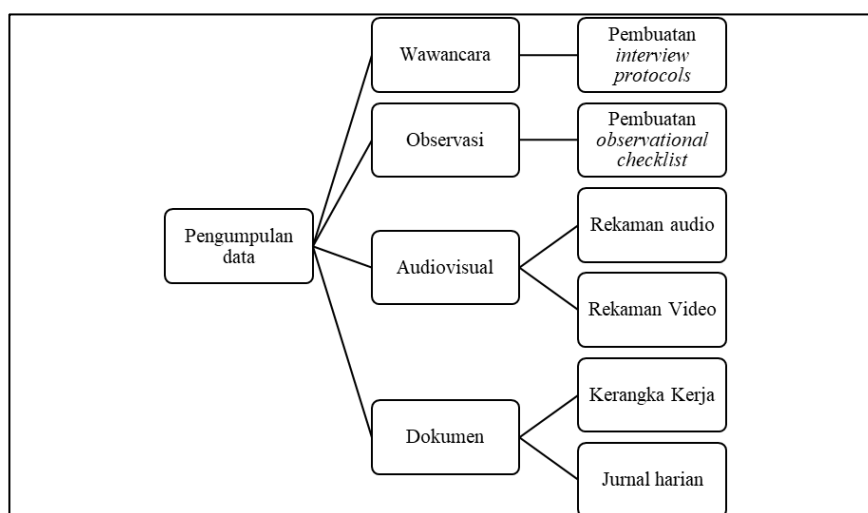 Wawancara
Pembuatan
interview
protocols
Observasi
Pembuatan
observational
checklist
Pengumpulan
data
Audiovisual
Rekaman audio
Rekaman Video
Dokumen
Kerangka Kerja
Jurnal harian